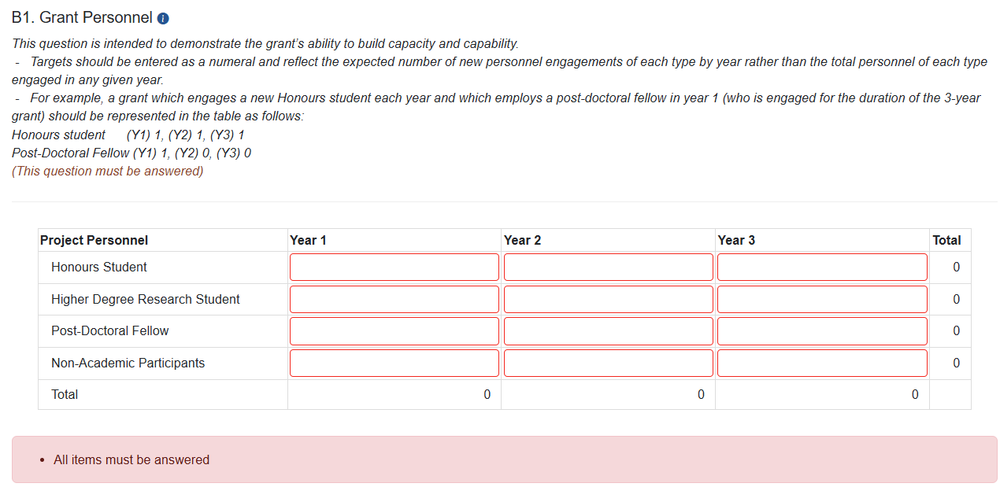 B1. Grant Personnel i
This question is intended to demonstrate the grant's ability to build capacity and capability.
- Targets should be entered as a numeral and reflect the expected number of new personnel engagements of each type by year rather than the total personnel of each type
engaged in any given year.
- For example, a grant which engages a new Honours student each year and which employs a post-doctoral fellow in year 1 (who is engaged for the duration of the 3-year
grant) should be represented in the table as follows:
Honours student (Y1) 1, (Y2) 1, (Y3) 1
Post-Doctoral Fellow (Y1) 1, (Y2) 0, (Y3) 0
(This question must be answered)
Project Personnel Year 1 Year 2 Year 3 Total
Honours Student 0
Higher Degree Research Student 0
Post-Doctoral Fellow 0
Non-Academic Participants 0
Total 0 0 0
• All items must be answered